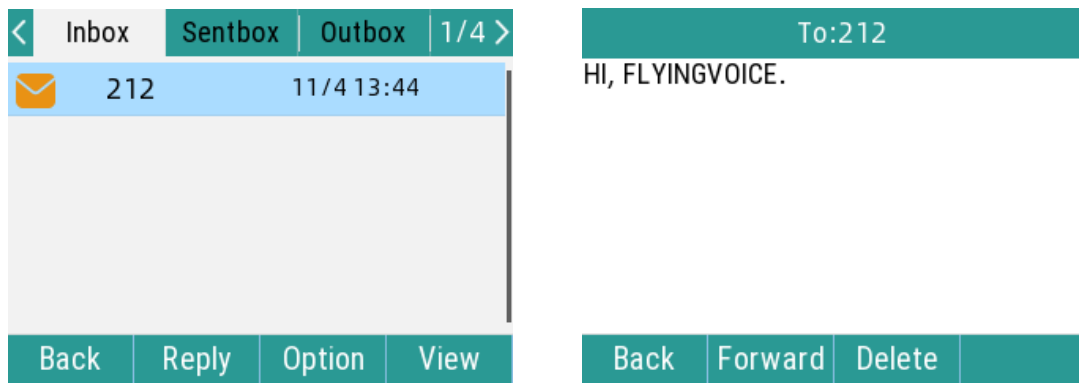 < Inbox Sentbox Outbox 1/4 >
212 11/4 13:44
Back Reply Option View
To:212
HI, FLYINGVOICE.
Back Forward Delete